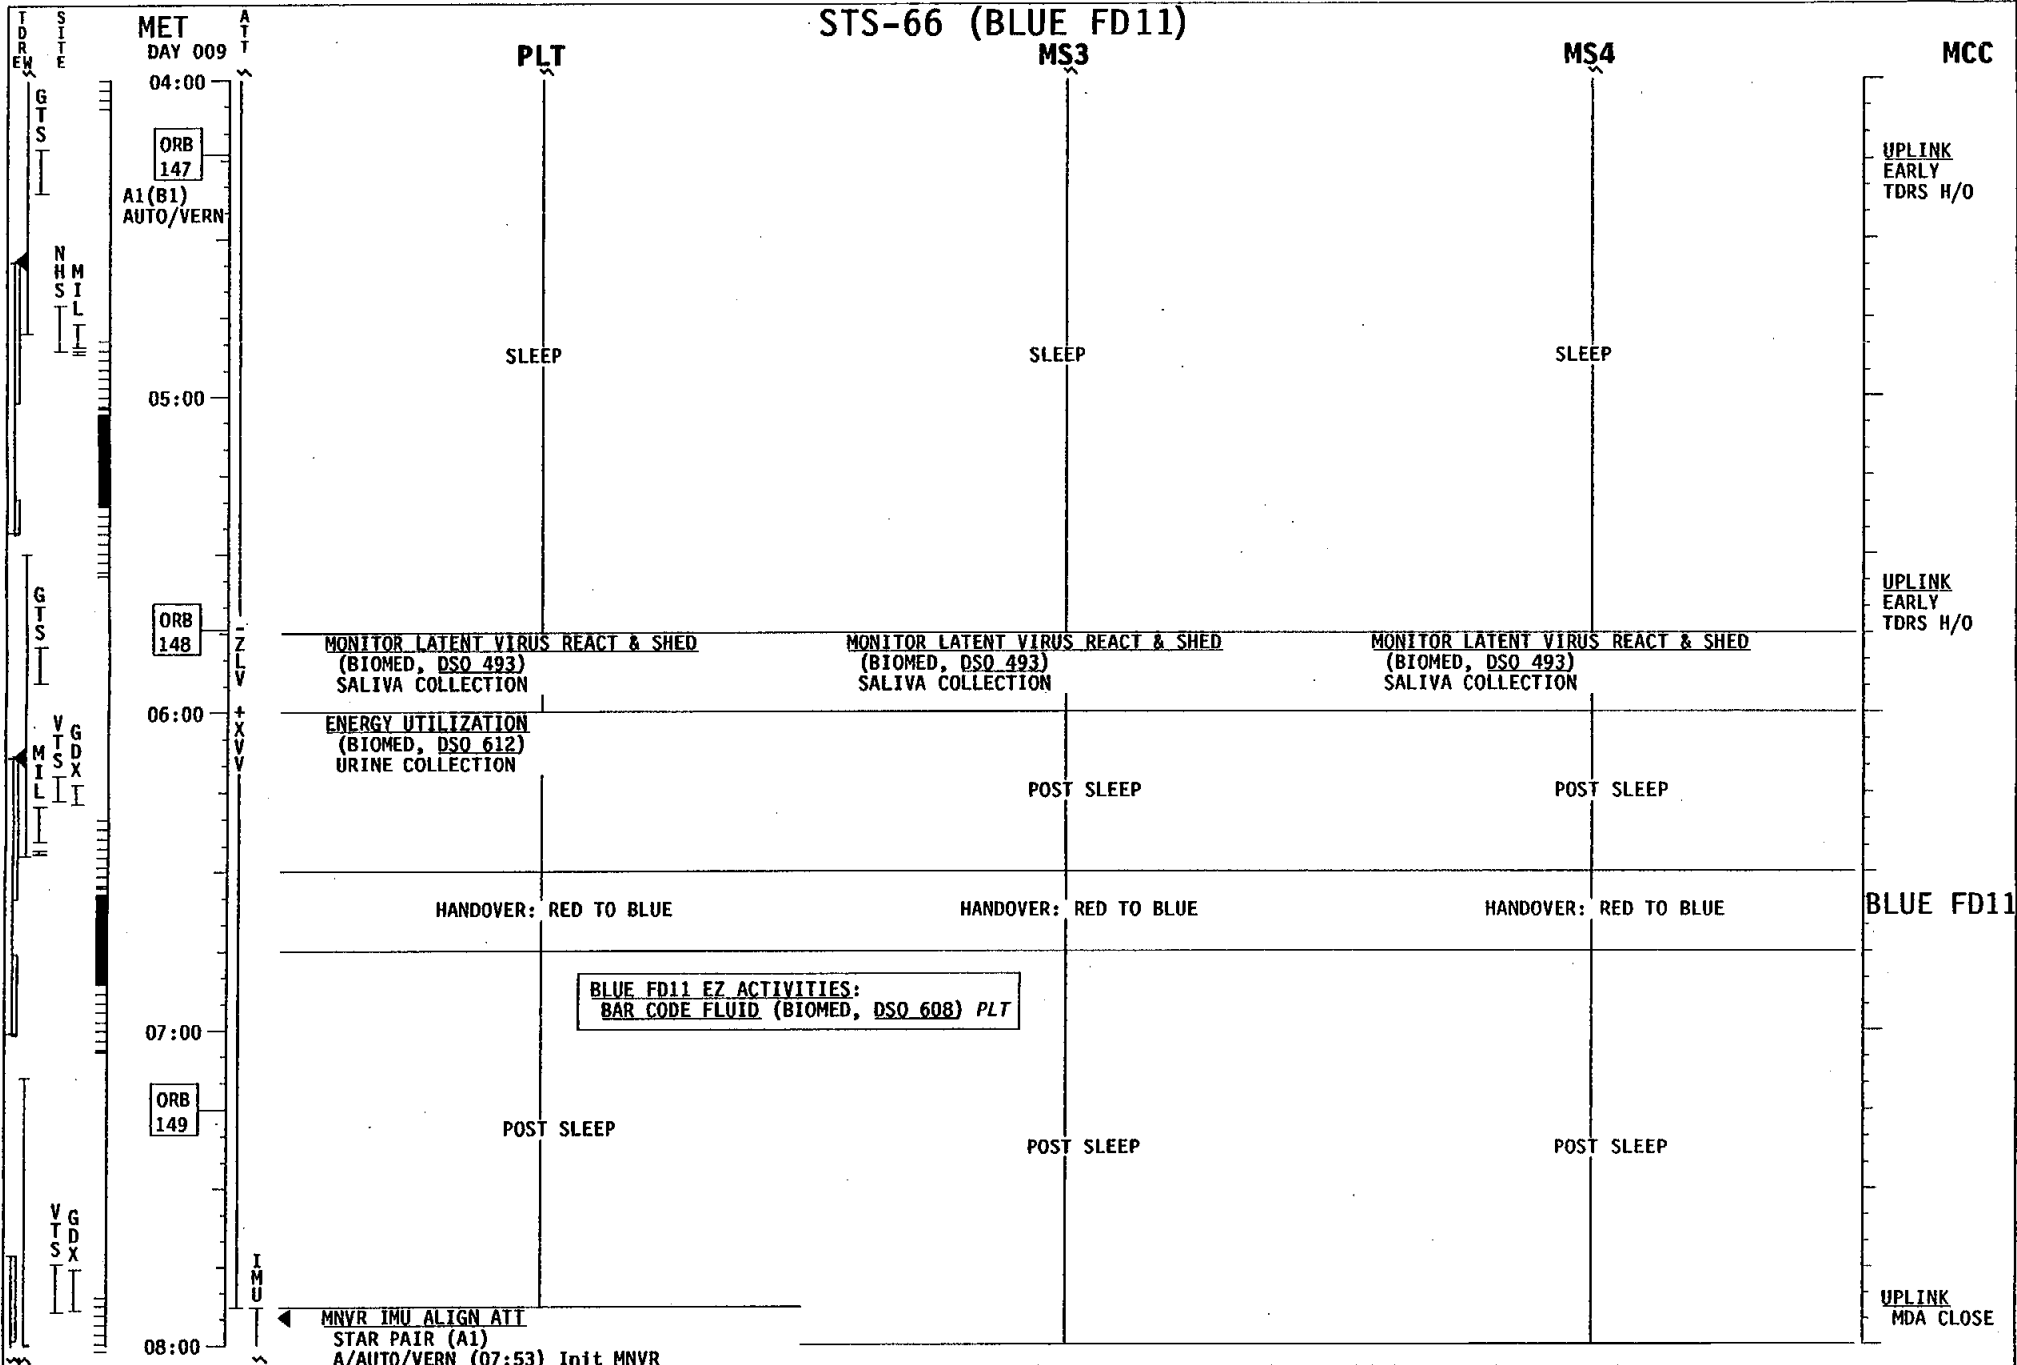 STS-66 (BLUE FD11)
TDRE W SITE MET DAY 009 ATT PLT MS3 MS4 MCC
04:00
GTS
ORB 147
A1(B1)
AUTO/VERN
UPLINK
EARLY
TDRS H/O
NHS
MIL
SLEEP SLEEP SLEEP
05:00
GTS
ORB 148
UPLINK
EARLY
TDRS H/O
-ZLV
+XVV
MONITOR LATENT VIRUS REACT & SHED
(BIOMED, DSO 493)
SALIVA COLLECTION
MONITOR LATENT VIRUS REACT & SHED
(BIOMED, DSO 493)
SALIVA COLLECTION
MONITOR LATENT VIRUS REACT & SHED
(BIOMED, DSO 493)
SALIVA COLLECTION
06:00
MIL
VTS
GDX
ENERGY UTILIZATION
(BIOMED, DSO 612)
URINE COLLECTION
POST SLEEP POST SLEEP
HANDOVER: RED TO BLUE HANDOVER: RED TO BLUE HANDOVER: RED TO BLUE
BLUE FD11
BLUE FD11 EZ ACTIVITIES:
BAR CODE FLUID (BIOMED, DSO 608) PLT
07:00
ORB 149
POST SLEEP POST SLEEP POST SLEEP
VTS
GDX
IMU
MNVR IMU ALIGN ATT
STAR PAIR (A1)
A/AUTO/VERN (07:53) Init MNVR
UPLINK
MDA CLOSE
08:00